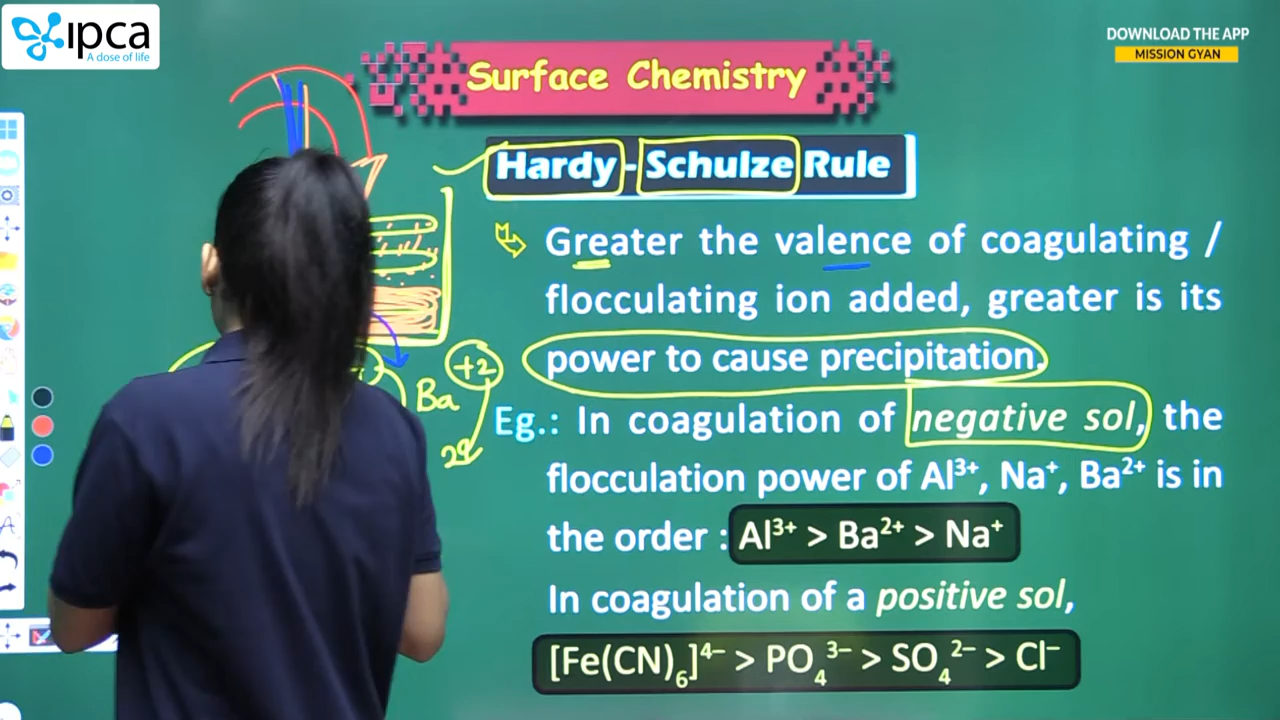 ipca
A dose of life
DOWNLOAD THE APP
MISSION GYAN
Surface Chemistry
Hardy-Schulze Rule
Greater the valence of coagulating /
flocculating ion added, greater is its
power to cause precipitation.
Ba +2
Eg.: In coagulation of negative sol, the
flocculation power of Al³⁺, Na⁺, Ba²⁺ is in
the order : Al³⁺ > Ba²⁺ > Na⁺
In coagulation of a positive sol,
[Fe(CN)₆]⁴⁻ > PO₄³⁻ > SO₄²⁻ > Cl⁻